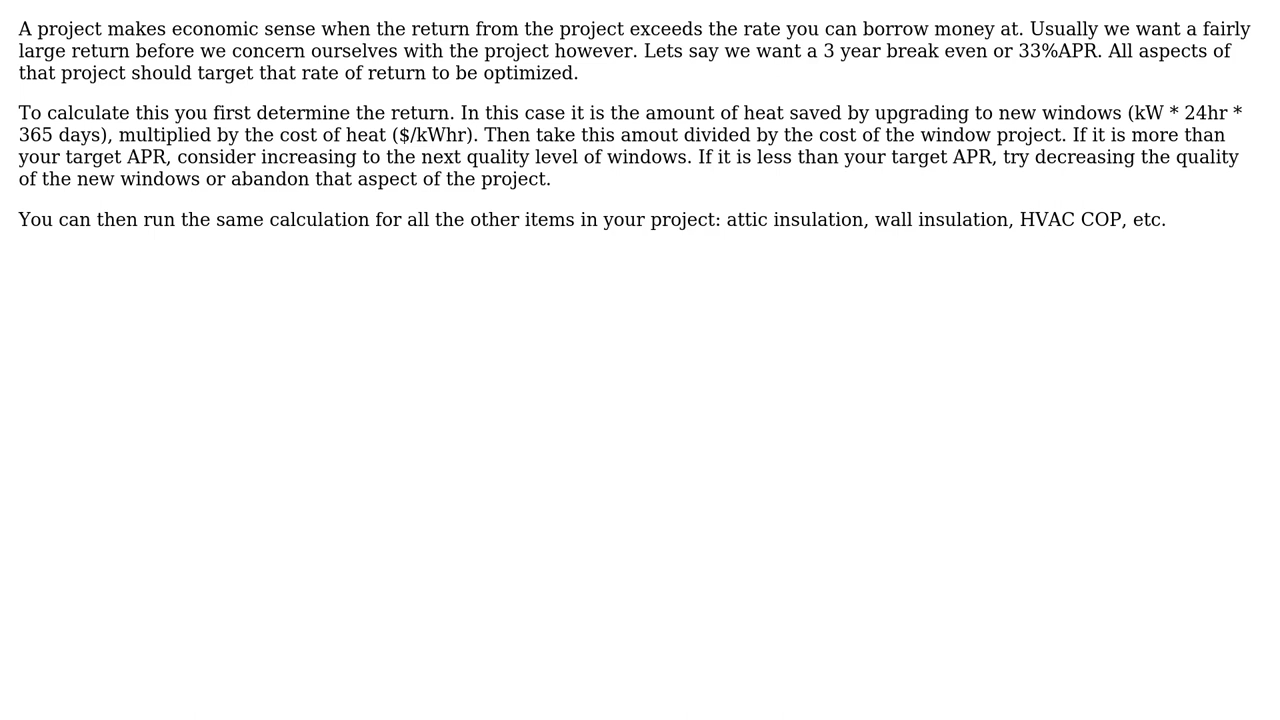 A project makes economic sense when the return from the project exceeds the rate you can borrow money at. Usually we want a fairly
large return before we concern ourselves with the project however. Lets say we want a 3 year break even or 33%APR. All aspects of
that project should target that rate of return to be optimized.
To calculate this you first determine the return. In this case it is the amount of heat saved by upgrading to new windows (kW * 24hr *
365 days), multiplied by the cost of heat ($/kWhr). Then take this amout divided by the cost of the window project. If it is more than
your target APR, consider increasing to the next quality level of windows. If it is less than your target APR, try decreasing the quality
of the new windows or abandon that aspect of the project.
You can then run the same calculation for all the other items in your project: attic insulation, wall insulation, HVAC COP, etc.